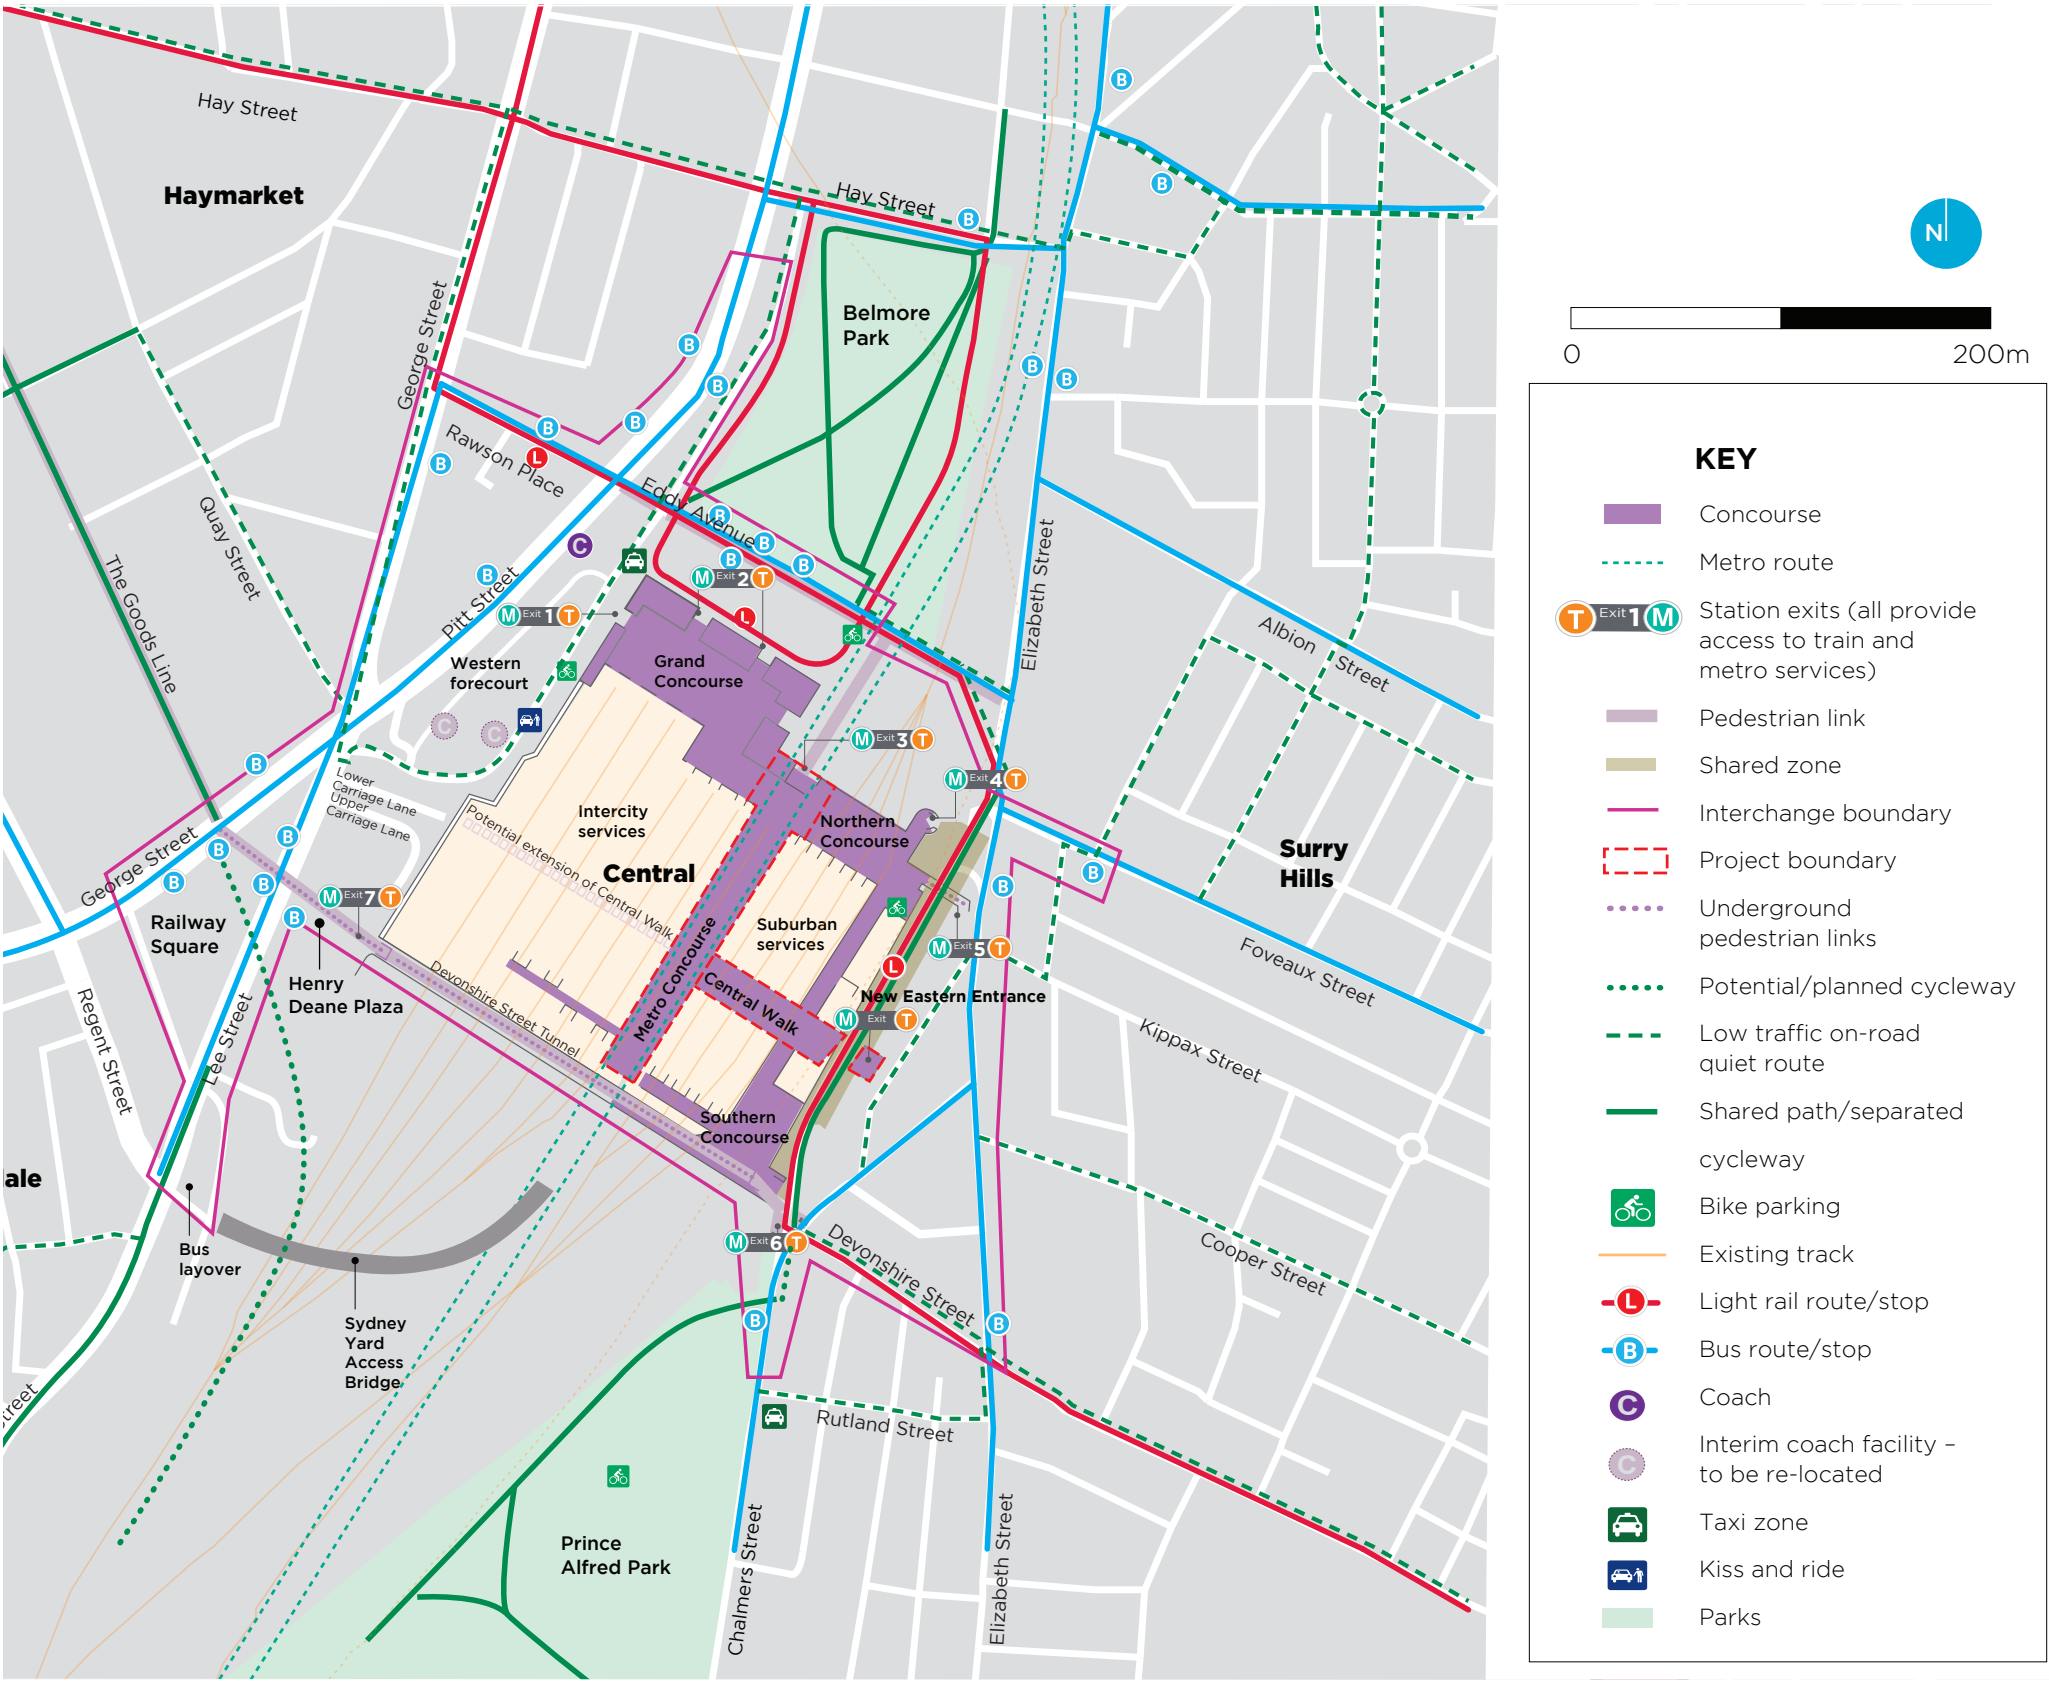 Hay Street
Haymarket
Hay Street
B
B
B
Belmore
Park
George Street
B
B
B
B
B
B
B
L
Rawson Place
Eddy Avenue
B
B
B
B
Quay Street
The Goods Line
C
B
Pitt Street
M Exit 2 T
M Exit 1 T
L
Elizabeth Street
Albion Street
Western
forecourt
Grand
Concourse
C
C
M Exit 3 T
M Exit 4 T
B
Lower
Carriage Lane
Upper
Carriage Lane
Intercity
services
Potential extension of Central Walk
Central
Northern
Concourse
Surry
Hills
George Street
B
B
B
B
B
B
B
M Exit 7 T
Railway
Square
Suburban
services
M Exit 5 T
Foveaux Street
L
Henry
Deane Plaza
Devonshire Street Tunnel
Metro Concourse
Central Walk
New Eastern Entrance
M Exit T
Regent Street
Lee Street
Kippax Street
Southern
Concourse
ale
Bus
layover
M Exit 6 T
Devonshire Street
Cooper Street
Sydney
Yard
Access
Bridge
B
B
treet
Rutland Street
Prince
Alfred Park
Chalmers Street
Elizabeth Street
N
0
200m
KEY
Concourse
Metro route
T Exit 1 M
Station exits (all provide
access to train and
metro services)
Pedestrian link
Shared zone
Interchange boundary
Project boundary
Underground
pedestrian links
Potential/planned cycleway
Low traffic on-road
quiet route
Shared path/separated
cycleway
Bike parking
Existing track
L
Light rail route/stop
B
Bus route/stop
C
Coach
C
Interim coach facility –
to be re-located
Taxi zone
Kiss and ride
Parks